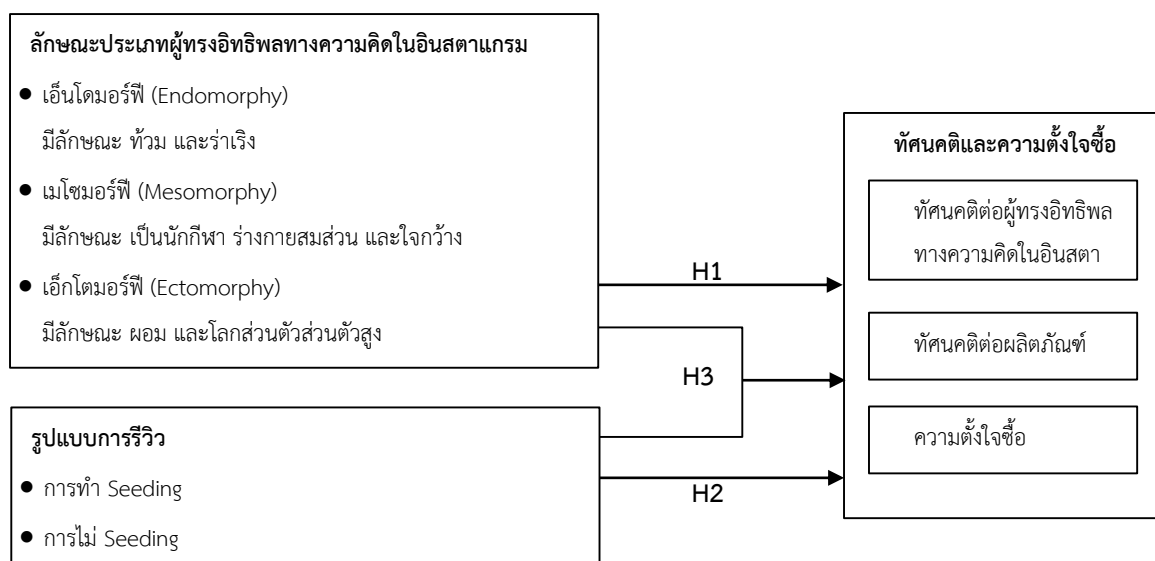 ลักษณะประเภทผู้ทรงอิทธิพลทางความคิดในอินสตาแกรม
● เอ็นโดมอร์ฟี (Endomorphy)
มีลักษณะ ท้วม และร่าเริง
● เมโซมอร์ฟี (Mesomorphy)
มีลักษณะ เป็นนักกีฬา ร่างกายสมส่วน และใจกว้าง
● เอ็กโตมอร์ฟี (Ectomorphy)
มีลักษณะ ผอม และโลกส่วนตัวส่วนตัวสูง
รูปแบบการรีวิว
● การทำ Seeding
● การไม่ Seeding
H1
H3
H2
ทัศนคติและความตั้งใจซื้อ
ทัศนคติต่อผู้ทรงอิทธิพล
ทางความคิดในอินสตา
ทัศนคติต่อผลิตภัณฑ์
ความตั้งใจซื้อ